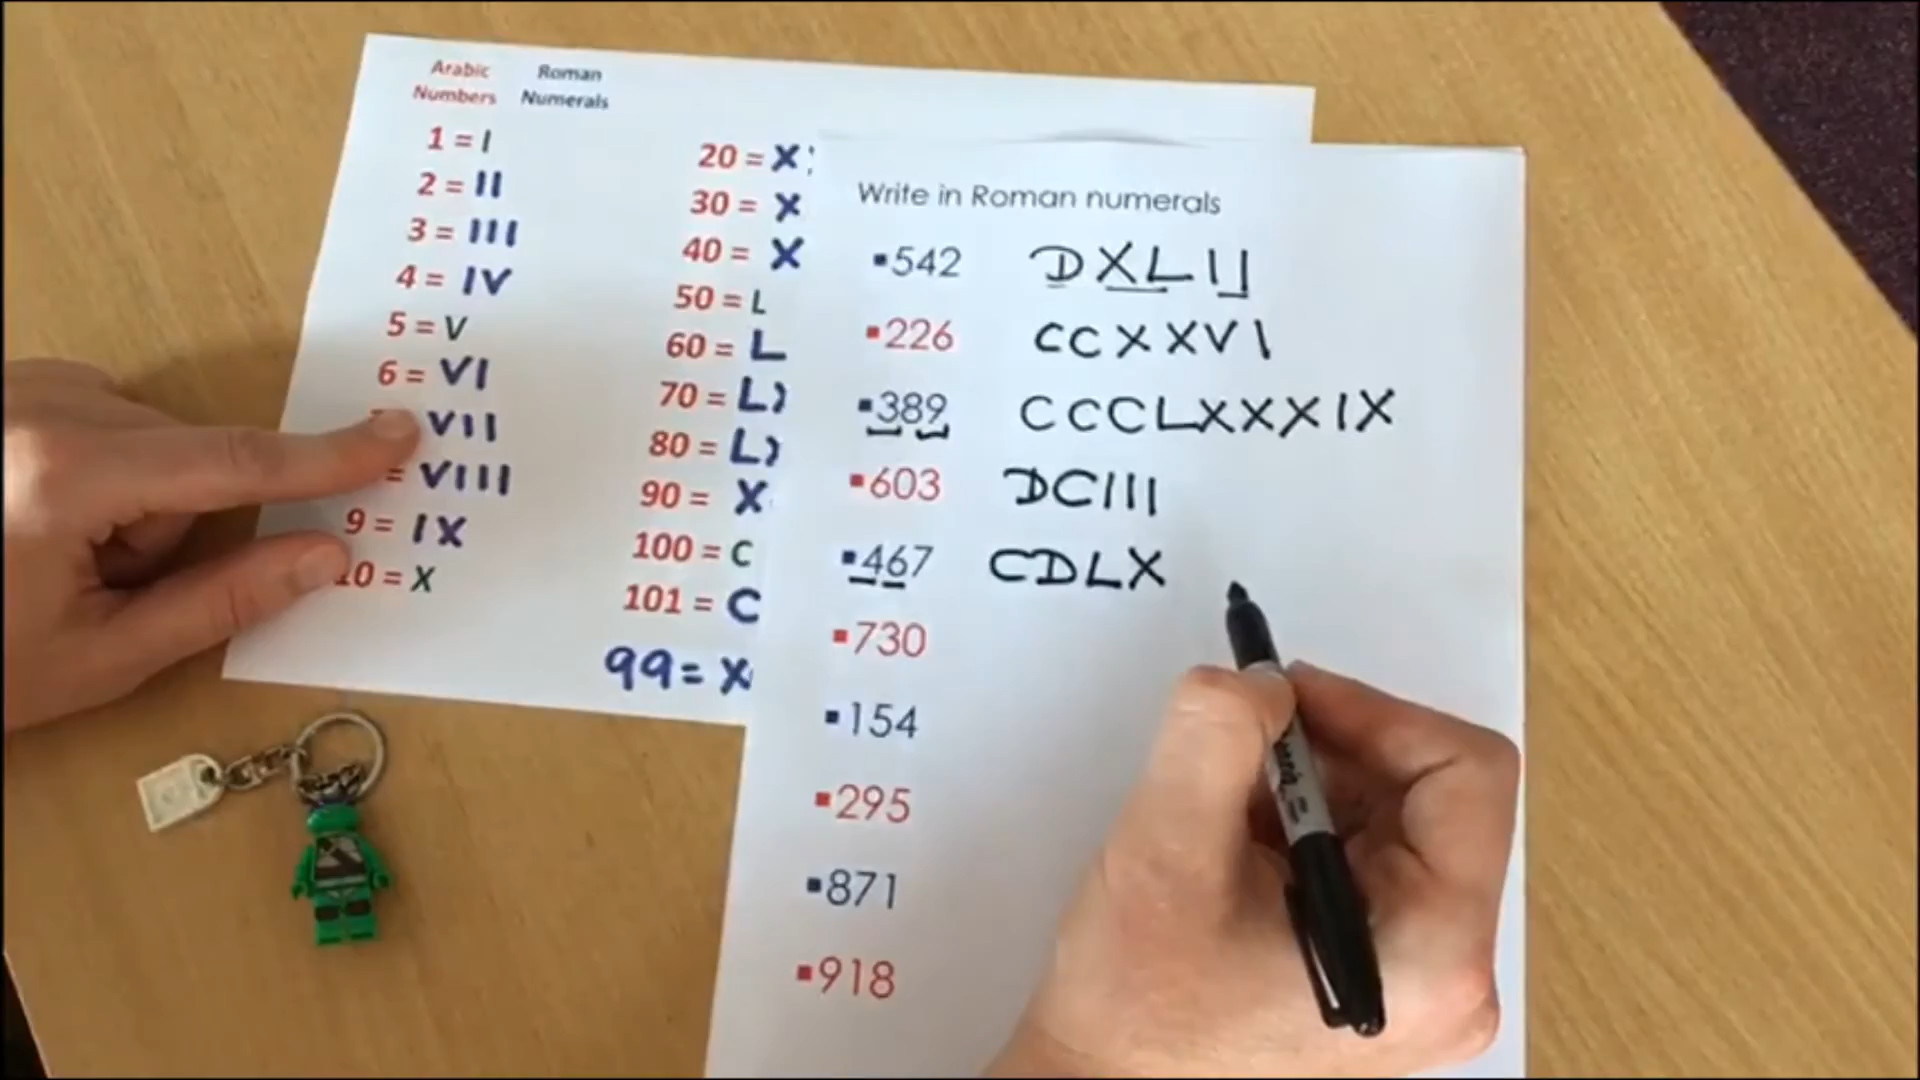 Arabic Roman
Numbers Numerals
1 = I
2 = II
3 = III
4 = IV
5 = V
6 = VI
VII
= VIII
9 = IX
10 = X
20 = X
30 = X
40 = X
50 = L
60 = L
70 = L
80 = L
90 = X
100 = C
101 = C
99 = X
Write in Roman numerals
▪542 DXLII
▪226 CCXXVI
▪389 CCCLXXXIX
▪603 DCIII
▪467 CDLX
▪730
▪154
▪295
▪871
▪918